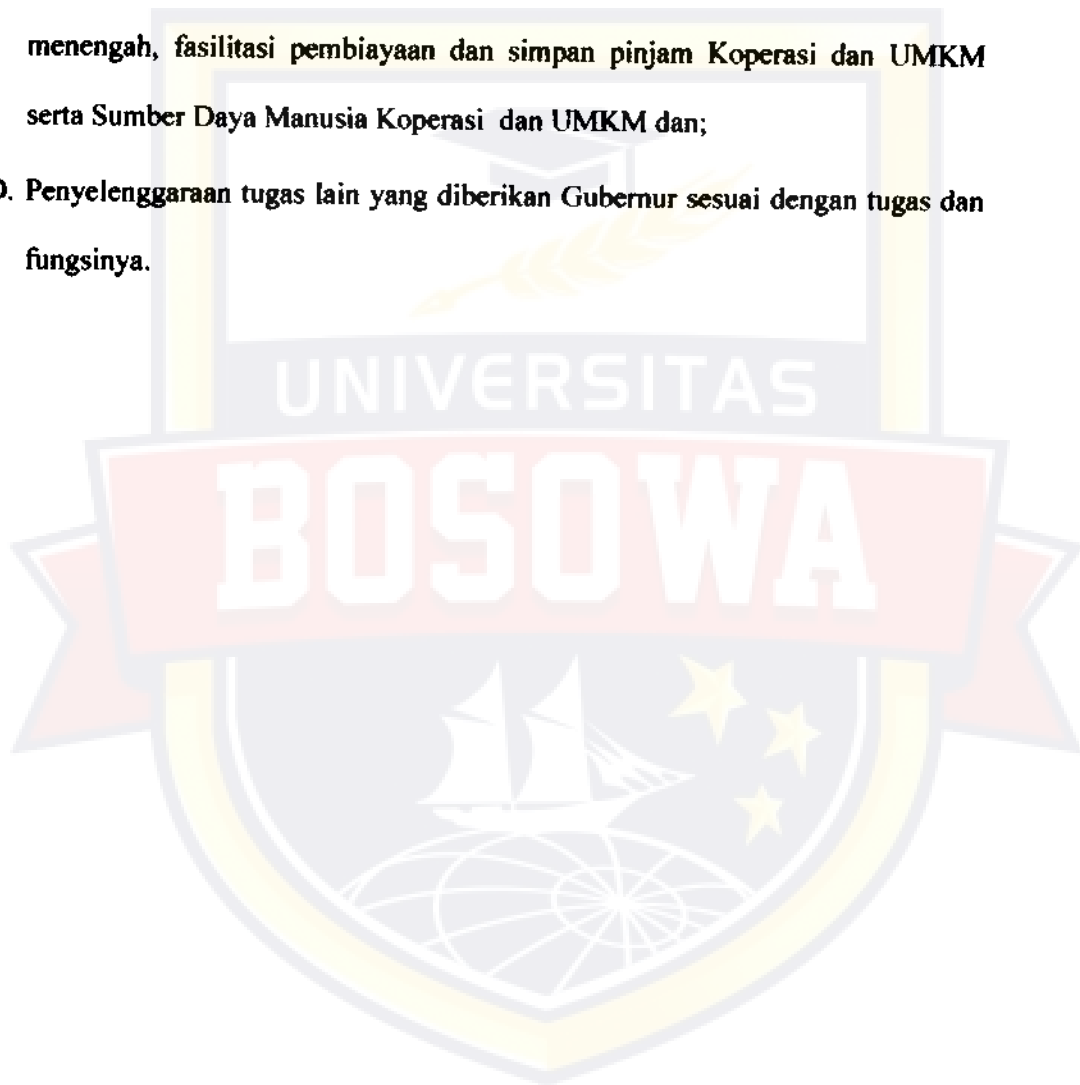 menengah, fasilitasi pembiayaan dan simpan pinjam Koperasi dan UMKM
serta Sumber Daya Manusia Koperasi dan UMKM dan;
D. Penyelenggaraan tugas lain yang diberikan Gubernur sesuai dengan tugas dan
fungsinya.
UNIVERSITAS
BOSOWA